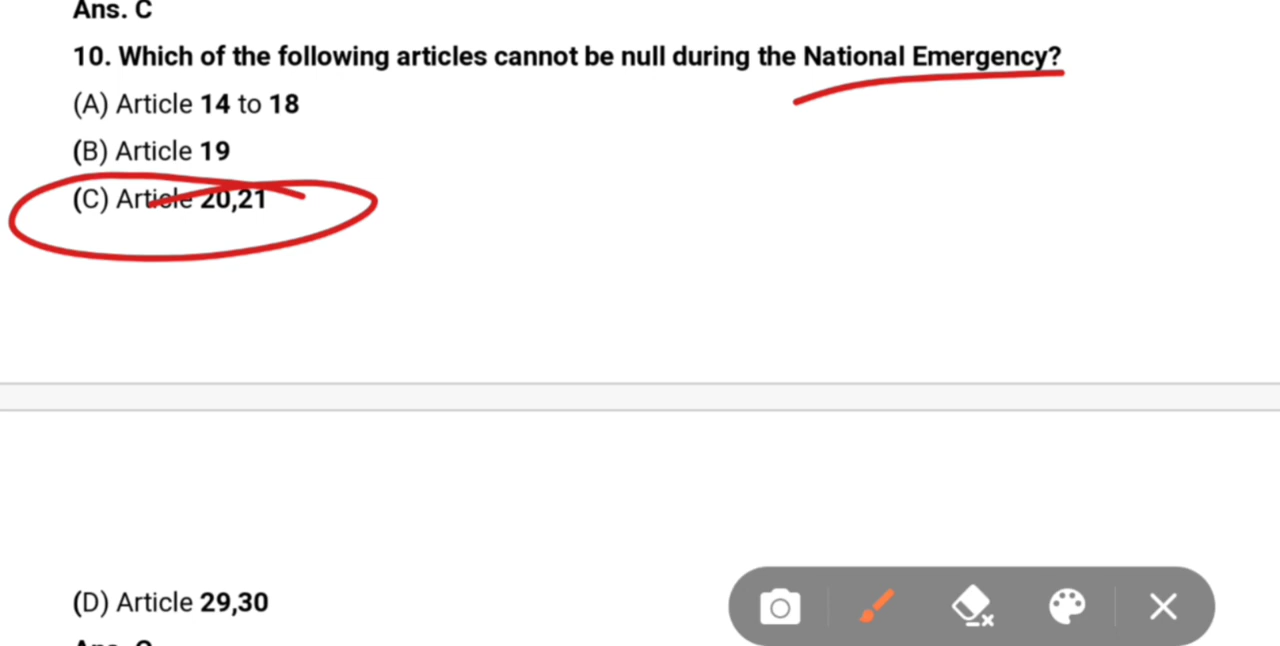 Ans. C
10. Which of the following articles cannot be null during the National Emergency?
(A) Article 14 to 18
(B) Article 19
(C) Article 20,21
(D) Article 29,30